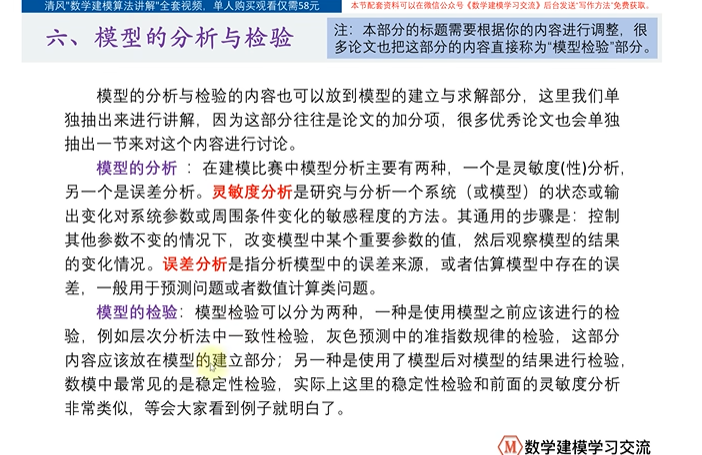 清风"数学建模算法讲解"全套视频，单人购买观看仅需58元
本节配套资料可以在微信公众号《数学建模学习交流》后台发送“写作方法”免费获取。
六、模型的分析与检验
注：本部分的标题需要根据你的内容进行调整，很
多论文也把这部分的内容直接称为“模型检验”部分。
模型的分析与检验的内容也可以放到模型的建立与求解部分，这里我们单
独抽出来进行讲解，因为这部分往往是论文的加分项，很多优秀论文也会单独
抽出一节来对这个内容进行讨论。
模型的分析 ：在建模比赛中模型分析主要有两种，一个是灵敏度(性)分析，
另一个是误差分析。灵敏度分析是研究与分析一个系统（或模型）的状态或输
出变化对系统参数或周围条件变化的敏感程度的方法。其通用的步骤是：控制
其他参数不变的情况下，改变模型中某个重要参数的值，然后观察模型的结果
的变化情况。误差分析是指分析模型中的误差来源，或者估算模型中存在的误
差，一般用于预测问题或者数值计算类问题。
模型的检验：模型检验可以分为两种，一种是使用模型之前应该进行的检
验，例如层次分析法中一致性检验，灰色预测中的准指数规律的检验，这部分
内容应该放在模型的建立部分；另一种是使用了模型后对模型的结果进行检验，
数模中最常见的是稳定性检验，实际上这里的稳定性检验和前面的灵敏度分析
非常类似，等会大家看到例子就明白了。
M 数学建模学习交流